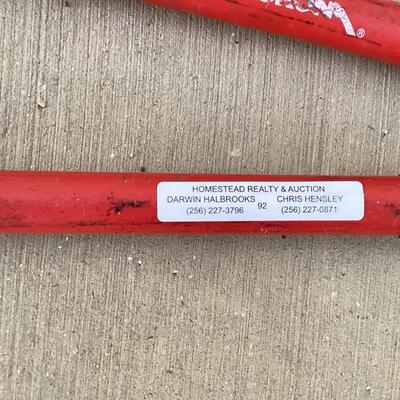 HOMESTEAD REALTY & AUCTION
DARWIN HALBROOKS 92 CHRIS HENSLEY
(256) 227-3796 (256) 227-0871